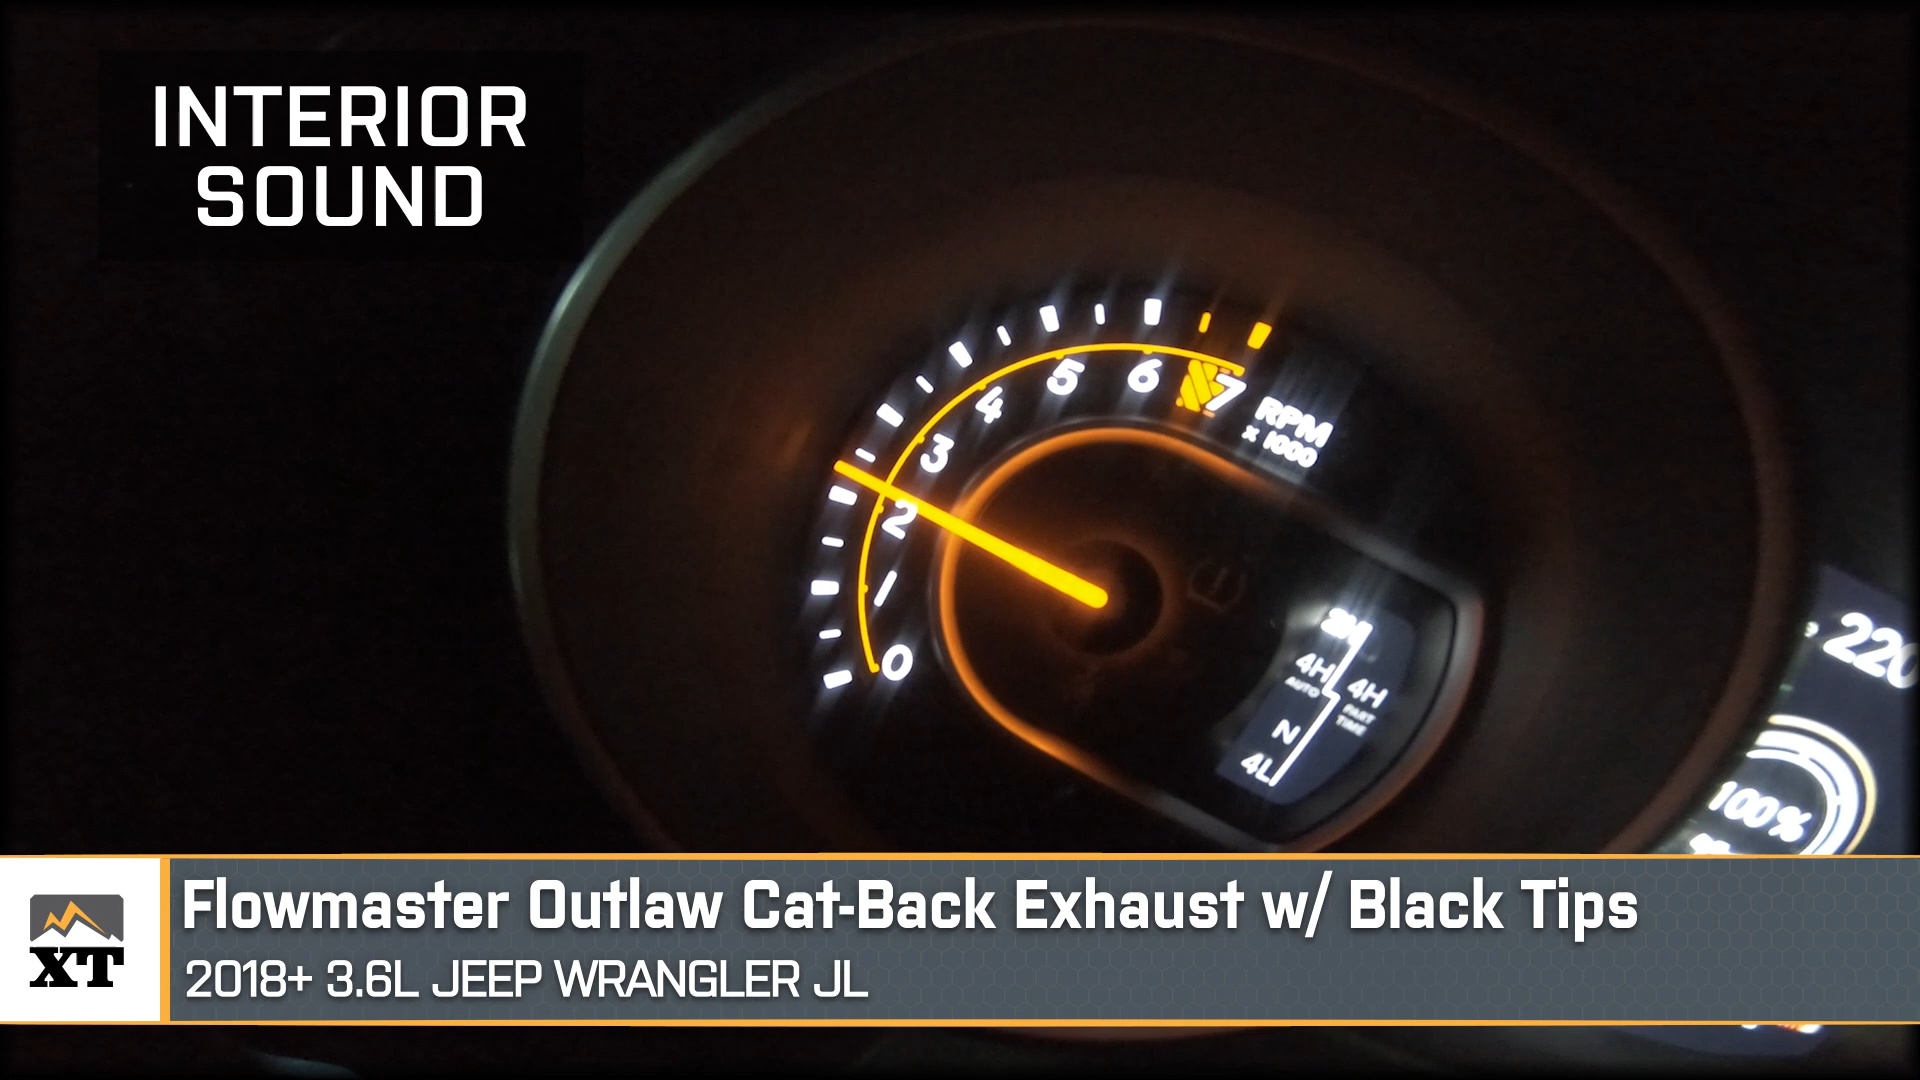 INTERIOR
SOUND
7
6
5
4
3
2
1
0
RPM
x 1000
4H
AUTO
4H
PART
TIME
N
4L
220
100%
XT
Flowmaster Outlaw Cat-Back Exhaust w/ Black Tips
2018+ 3.6L JEEP WRANGLER JL